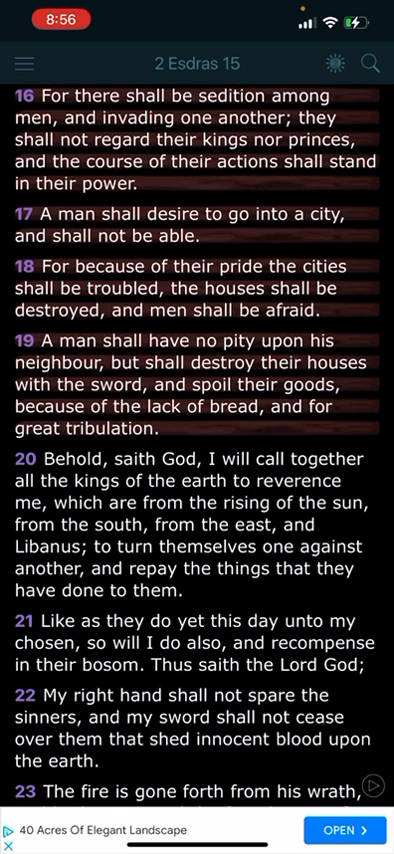 8:56
2 Esdras 15
16 For there shall be sedition among
men, and invading one another; they
shall not regard their kings nor princes,
and the course of their actions shall stand
in their power.
17 A man shall desire to go into a city,
and shall not be able.
18 For because of their pride the cities
shall be troubled, the houses shall be
destroyed, and men shall be afraid.
19 A man shall have no pity upon his
neighbour, but shall destroy their houses
with the sword, and spoil their goods,
because of the lack of bread, and for
great tribulation.
20 Behold, saith God, I will call together
all the kings of the earth to reverence
me, which are from the rising of the sun,
from the south, from the east, and
Libanus; to turn themselves one against
another, and repay the things that they
have done to them.
21 Like as they do yet this day unto my
chosen, so will I do also, and recompense
in their bosom. Thus saith the Lord God;
22 My right hand shall not spare the
sinners, and my sword shall not cease
over them that shed innocent blood upon
the earth.
23 The fire is gone forth from his wrath,
40 Acres Of Elegant Landscape
OPEN